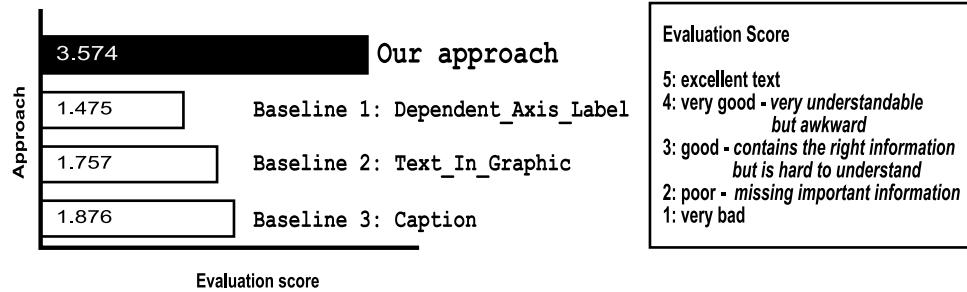 3.574 Our approach
1.475 Baseline 1: Dependent_Axis_Label
1.757 Baseline 2: Text_In_Graphic
1.876 Baseline 3: Caption
Approach
Evaluation score
Evaluation Score
5: excellent text
4: very good - very understandable
but awkward
3: good - contains the right information
but is hard to understand
2: poor - missing important information
1: very bad